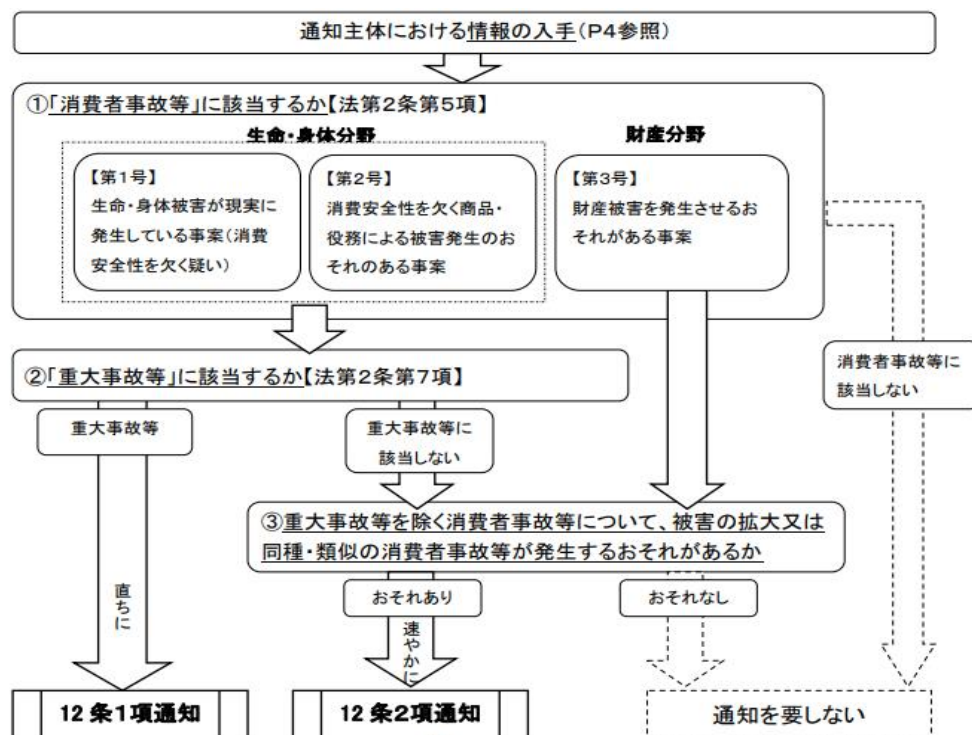 通知主体における情報の入手(P4参照)
①「消費者事故等」に該当するか【法第2条第5項】
生命・身体分野
財産分野
【第1号】
生命・身体被害が現実に
発生している事案(消費
安全性を欠く疑い)
【第2号】
消費安全性を欠く商品・
役務による被害発生のお
それのある事案
【第3号】
財産被害を発生させるお
それがある事案
消費者事故等に
該当しない
②「重大事故等」に該当するか【法第2条第7項】
重大事故等
重大事故等に
該当しない
③重大事故等を除く消費者事故等について、被害の拡大又は
同種・類似の消費者事故等が発生するおそれがあるか
おそれあり
おそれなし
直ちに
速やかに
12条1項通知
12条2項通知
通知を要しない